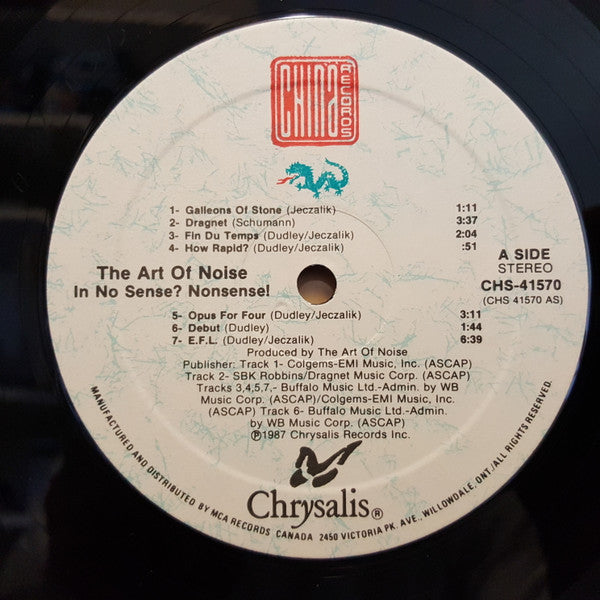 CHINA
RECORDS
1- Galleons Of Stone (Jeczalik) 1:11
2- Dragnet (Schumann) 3:37
3- Fin Du Temps (Dudley/Jeczalik) 2:04
4- How Rapid? (Dudley/Jeczalik) :51
A SIDE
STEREO
The Art Of Noise
In No Sense? Nonsense!
CHS-41570
(CHS 41570 AS)
5- Opus For Four (Dudley/Jeczalik) 3:11
6- Debut (Dudley) 1:44
7- E.F.L. (Dudley/Jeczalik) 6:39
Produced by The Art Of Noise
Publisher: Track 1- Colgems-EMI Music, Inc. (ASCAP)
Track 2- SBK Robbins/Dragnet Music Corp. (ASCAP)
Tracks 3,4,5,7,- Buffalo Music Ltd.-Admin. by WB
Music Corp. (ASCAP)/Colgems-EMI Music, Inc.
(ASCAP) Track 6- Buffalo Music Ltd.-Admin.
by WB Music Corp. (ASCAP)
℗1987 Chrysalis Records Inc.
Chrysalis®
MANUFACTURED AND DISTRIBUTED BY MCA RECORDS CANADA 2450 VICTORIA PK. AVE., WILLOWDALE, ONT./ALL RIGHTS RESERVED.